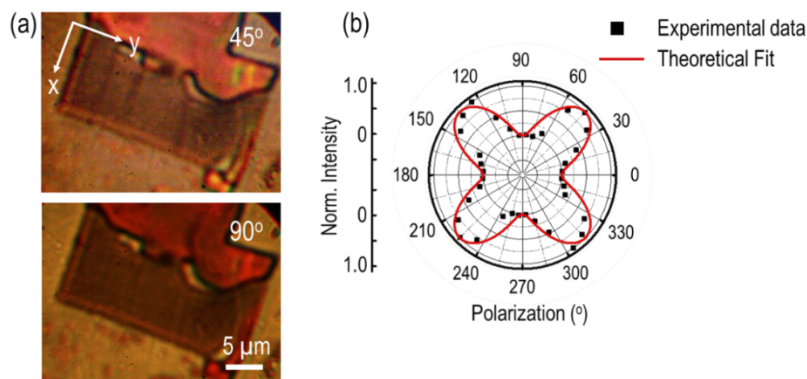 (a)
45°
x
y
90°
5 μm
(b)
Experimental data
Theoretical Fit
Norm. Intensity
1.0
0
0
1.0
90
60
30
0
330
300
270
240
210
180
150
120
Polarization (°)